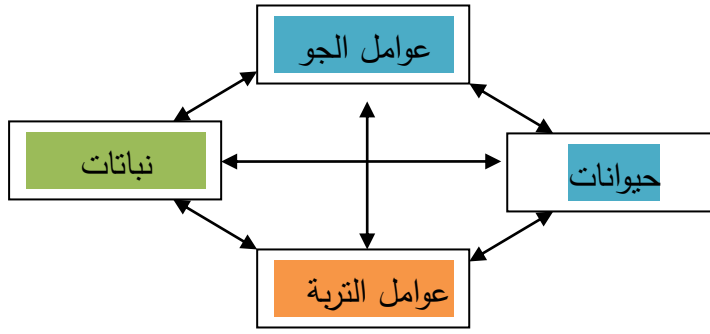 عوامل الجو
نباتات
حيوانات
عوامل التربة